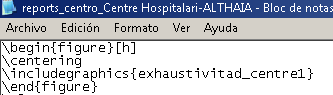 reports_centro_Centre Hospitalari-ALTHAIA - Bloc de notas
Archivo Edición Formato Ver Ayuda
\begin{figure}[h]
\centering
\includegraphics{exhaustivitad_centre1}
\end{figure}